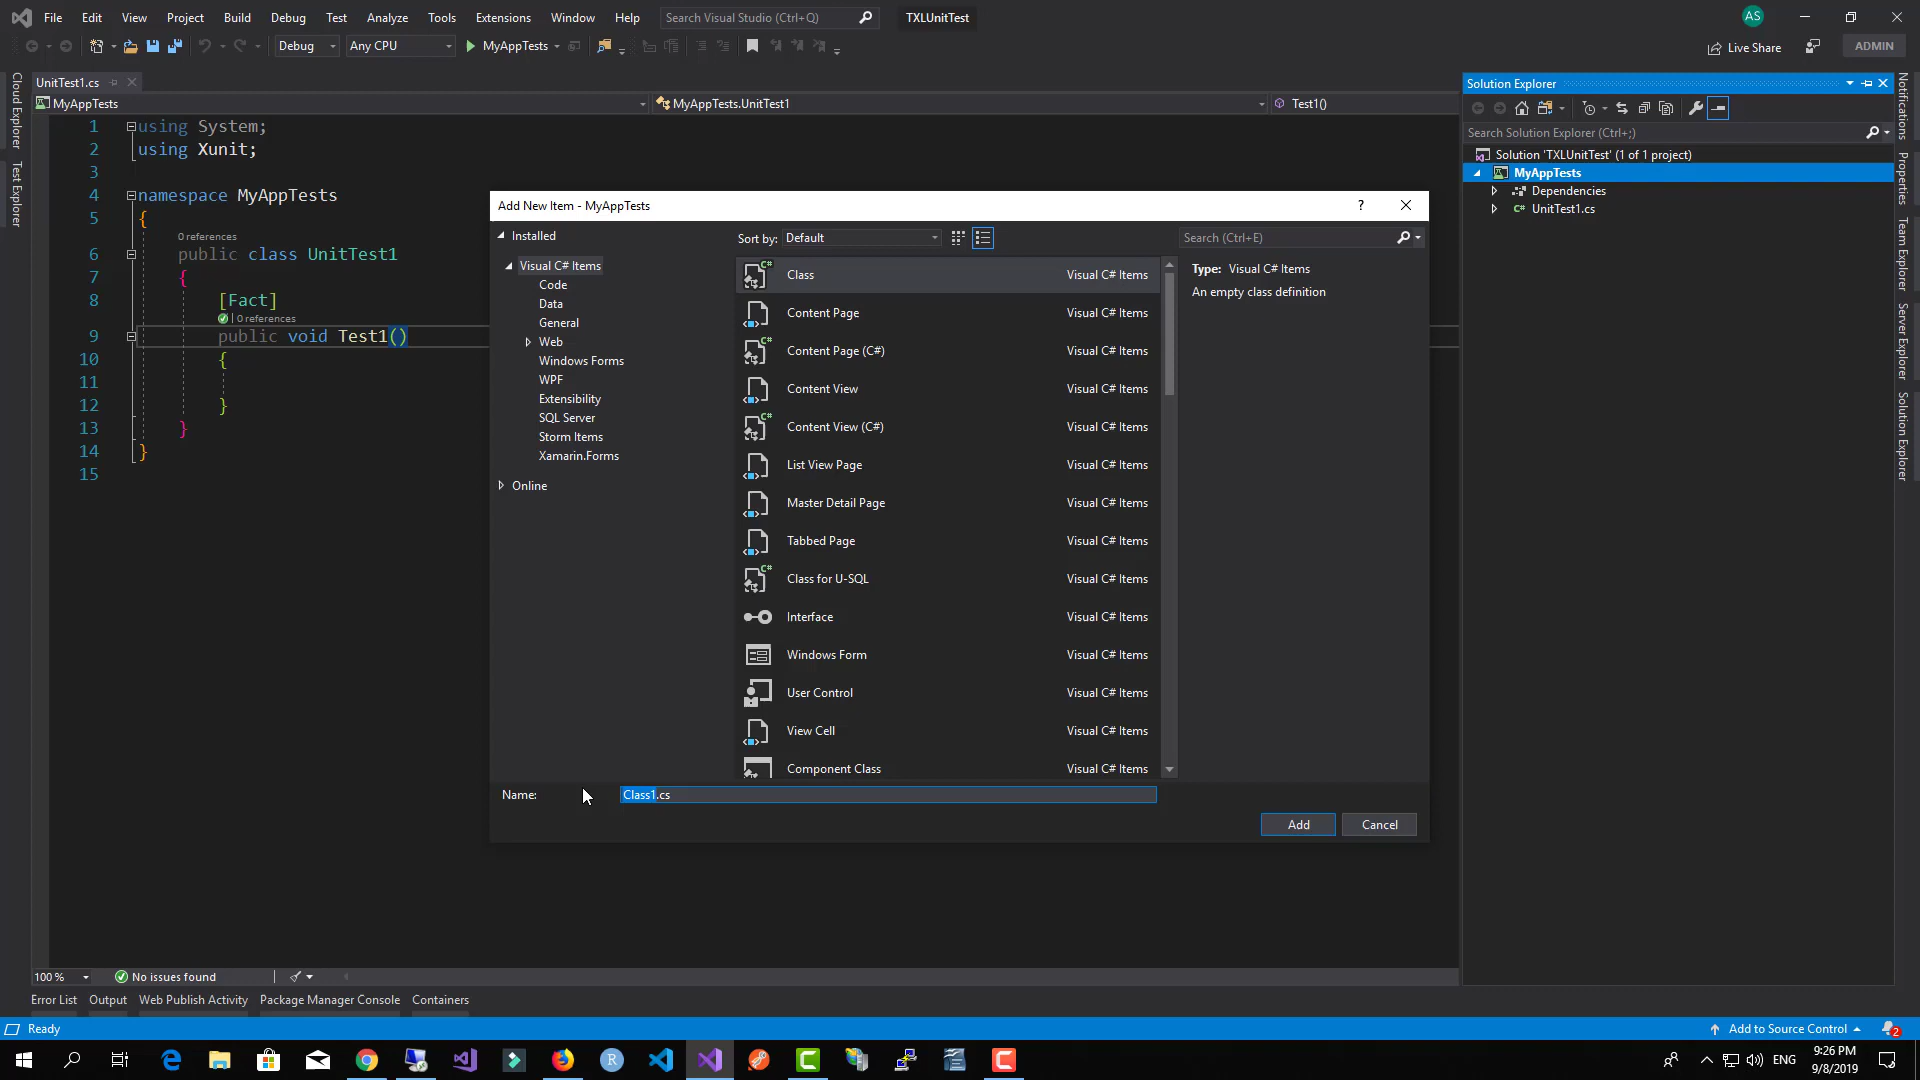 File Edit View Project Build Debug Test Analyze Tools Extensions Window Help Search Visual Studio (Ctrl+Q) TXLUnitTest AS
Debug Any CPU MyAppTests Live Share ADMIN
UnitTest1.cs
MyAppTests MyAppTests.UnitTest1 Test1()
Cloud Explorer
Test Explorer
1 using System;
2 using Xunit;
3
4 namespace MyAppTests
5 {
0 references
6 public class UnitTest1
7 {
8 [Fact]
0 references
9 public void Test1()
10 {
11
12 }
13 }
14 }
15
Add New Item - MyAppTests ?
Installed
Visual C# Items
Code
Data
General
Web
Windows Forms
WPF
Extensibility
SQL Server
Storm Items
Xamarin.Forms
Online
Sort by: Default
Search (Ctrl+E)
Class Visual C# Items
Content Page Visual C# Items
Content Page (C#) Visual C# Items
Content View Visual C# Items
Content View (C#) Visual C# Items
List View Page Visual C# Items
Master Detail Page Visual C# Items
Tabbed Page Visual C# Items
Class for U-SQL Visual C# Items
Interface Visual C# Items
Windows Form Visual C# Items
User Control Visual C# Items
View Cell Visual C# Items
Component Class Visual C# Items
Type: Visual C# Items
An empty class definition
Name: Class1.cs
Add Cancel
Solution Explorer
Search Solution Explorer (Ctrl+;)
Solution 'TXLUnitTest' (1 of 1 project)
MyAppTests
Dependencies
C# UnitTest1.cs
Notifications
Properties
Team Explorer
Server Explorer
Solution Explorer
100 % No issues found
Error List Output Web Publish Activity Package Manager Console Containers
Ready Add to Source Control 2
ENG 9:26 PM
9/8/2019